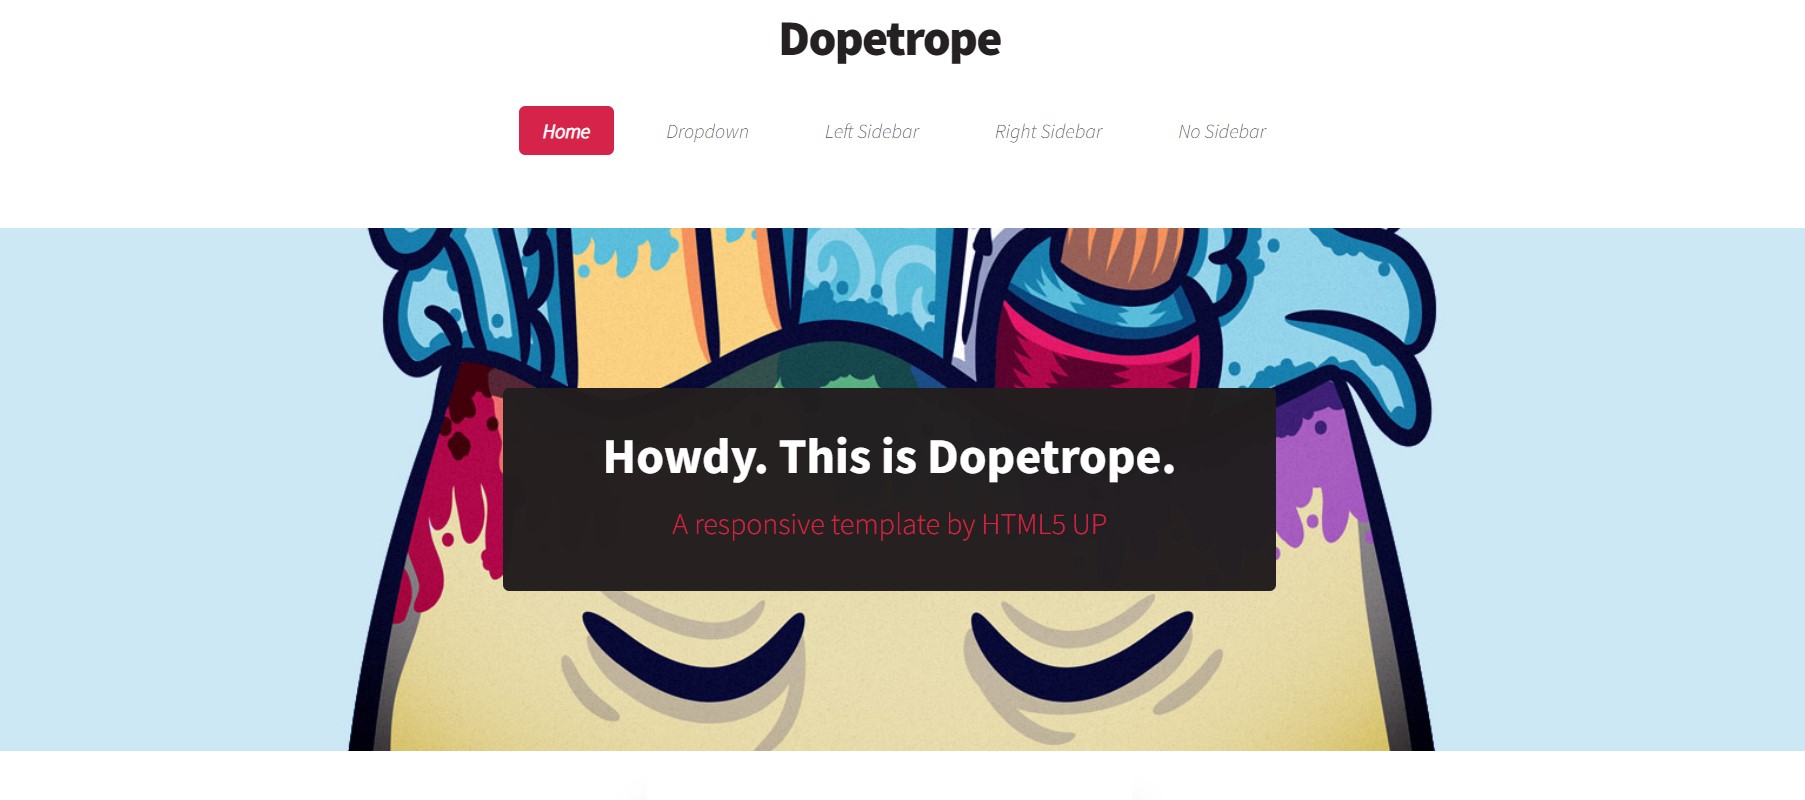 Dopetrope
Home Dropdown Left Sidebar Right Sidebar No Sidebar
Howdy. This is Dopetrope.
A responsive template by HTML5 UP